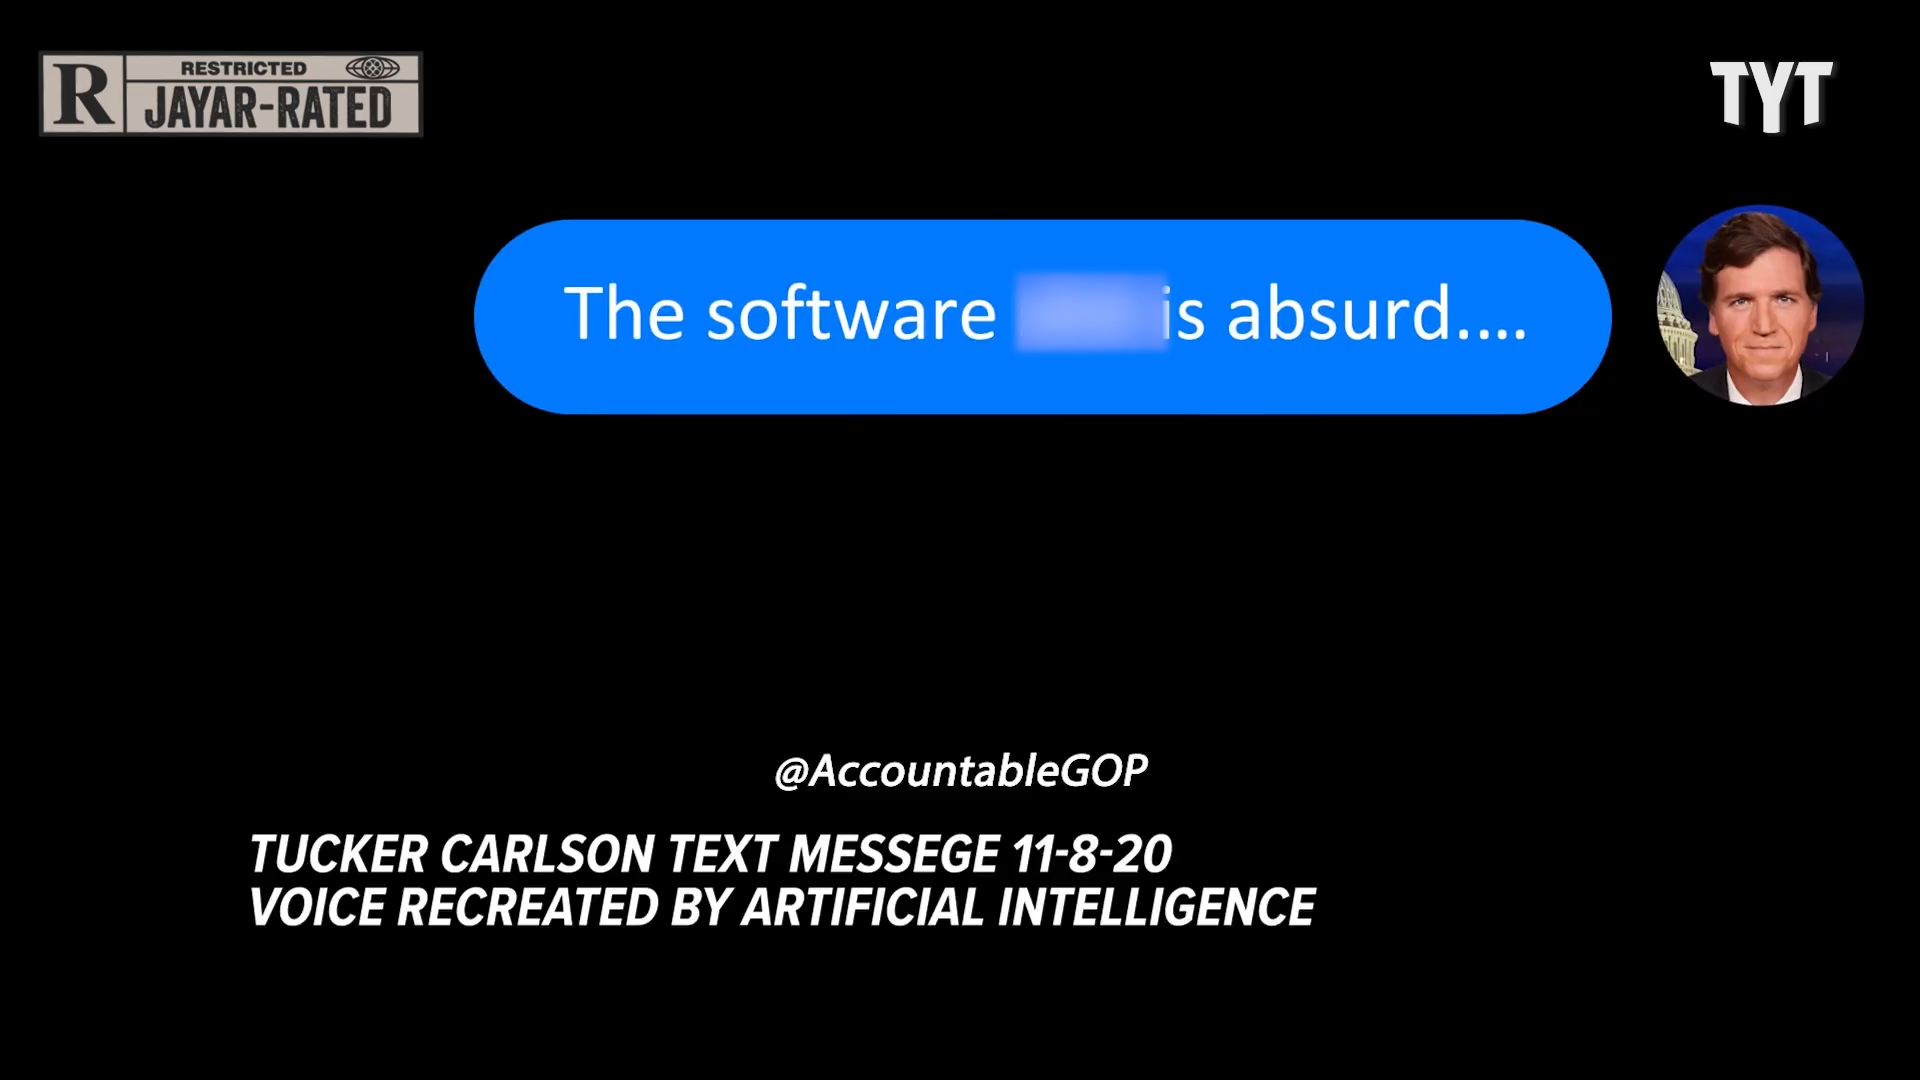 R RESTRICTED
JAYAR-RATED
TYT
The software is absurd....
@AccountableGOP
TUCKER CARLSON TEXT MESSEGE 11-8-20
VOICE RECREATED BY ARTIFICIAL INTELLIGENCE